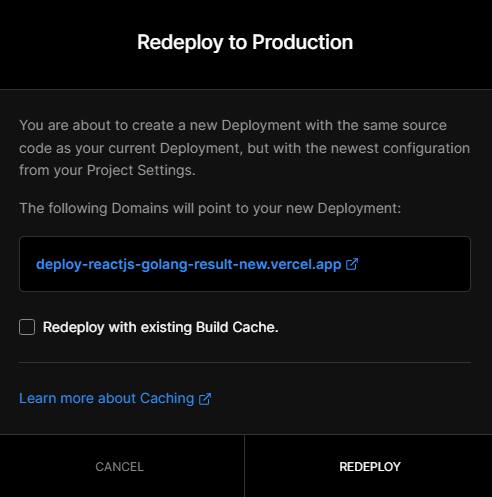 Redeploy to Production
You are about to create a new Deployment with the same source
code as your current Deployment, but with the newest configuration
from your Project Settings.
The following Domains will point to your new Deployment:
deploy-reactjs-golang-result-new.vercel.app
Redeploy with existing Build Cache.
Learn more about Caching
CANCEL
REDEPLOY